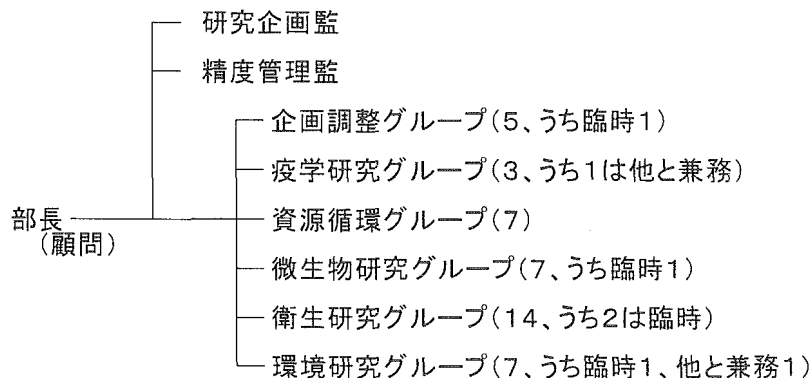 研究企画監
精度管理監
企画調整グループ(5、うち臨時1)
疫学研究グループ(3、うち1は他と兼務)
部長
(顧問)
資源循環グループ(7)
微生物研究グループ(7、うち臨時1)
衛生研究グループ(14、うち2は臨時)
環境研究グループ(7、うち臨時1、他と兼務1)